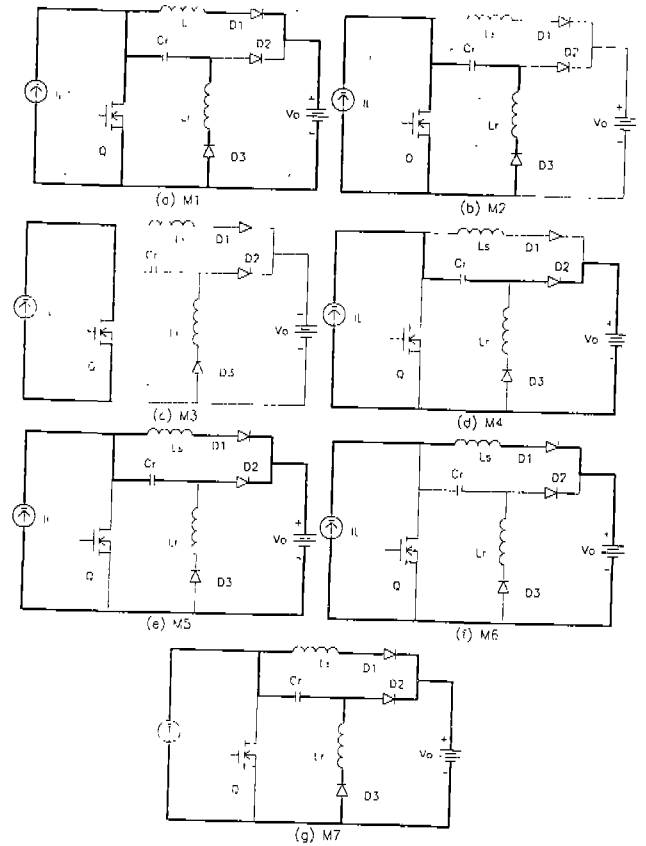 L D1
Cr D2
Lr Vo + -
Q D3
(a) M1
Ls D1
Cr D2
IL Lr Vo + -
Q D3
(b) M2
D1
Cr D2
Vo
Q D3
(c) M3
Ls D1
Cr D2
IL Lr Vo + -
Q D3
(d) M4
Ls D1
Cr D2
Lr Vo + -
Q D3
(e) M5
Ls D1
Cr D2
IL Lr Vo + -
Q D3
(f) M6
Ls D1
Cr D2
Lr Vo + -
Q D3
(g) M7